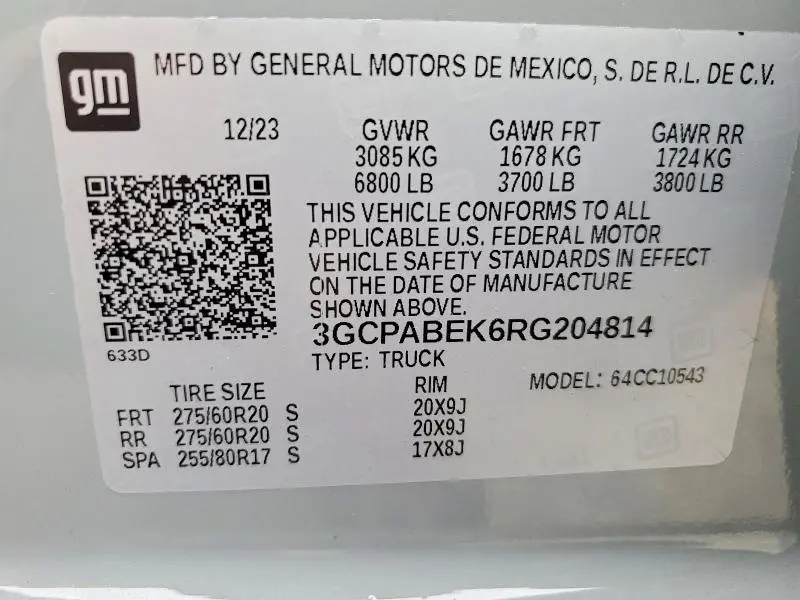 gm
MFD BY GENERAL MOTORS DE MEXICO, S. DE R.L. DE C.V.
12/23 GVWR GAWR FRT GAWR RR
3085 KG 1678 KG 1724 KG
6800 LB 3700 LB 3800 LB
THIS VEHICLE CONFORMS TO ALL
APPLICABLE U.S. FEDERAL MOTOR
VEHICLE SAFETY STANDARDS IN EFFECT
ON THE DATE OF MANUFACTURE
SHOWN ABOVE.
3GCPABEK6RG204814
633D
TYPE: TRUCK
TIRE SIZE RIM MODEL: 64CC10543
FRT 275/60R20 S 20X9J
RR 275/60R20 S 20X9J
SPA 255/80R17 S 17X8J